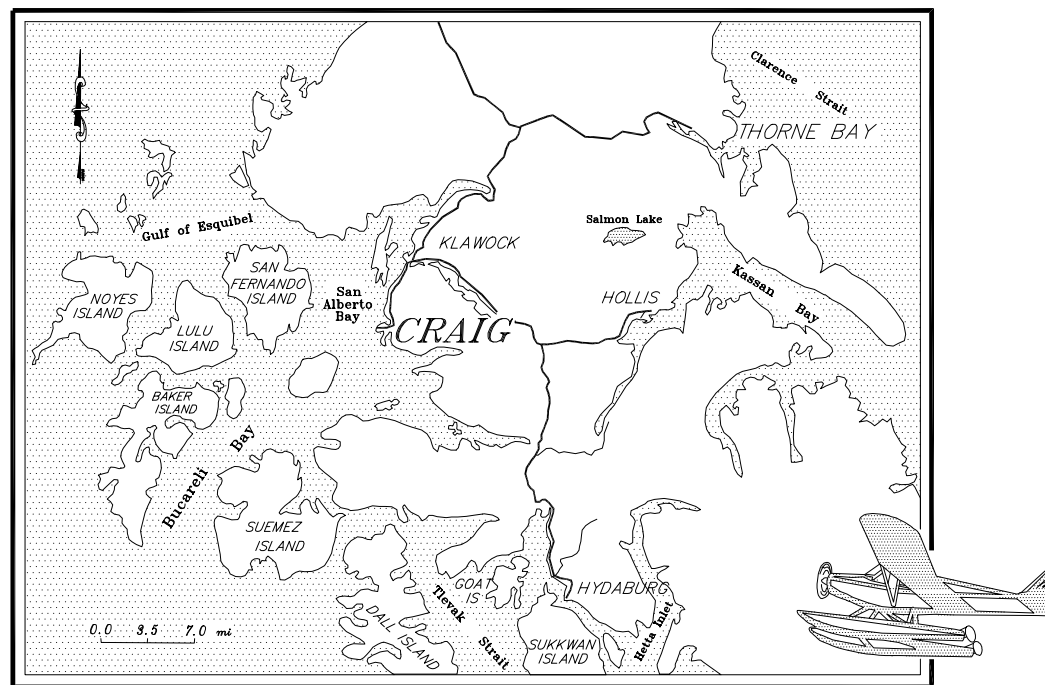 Clarence Strait
THORNE BAY
Gulf of Esquibel
Salmon Lake
KLAWOCK
SAN
FERNANDO
ISLAND
Kassan Bay
NOYES
ISLAND
San
Alberto
Bay
HOLLIS
LULU
ISLAND
CRAIG
BAKER
ISLAND
Bucareli Bay
SUEMEZ
ISLAND
GOAT
IS
HYDABURG
Tlevak Strait
DALL ISLAND
Hetta Inlet
SUKKWAN
ISLAND
0.0 3.5 7.0 mi